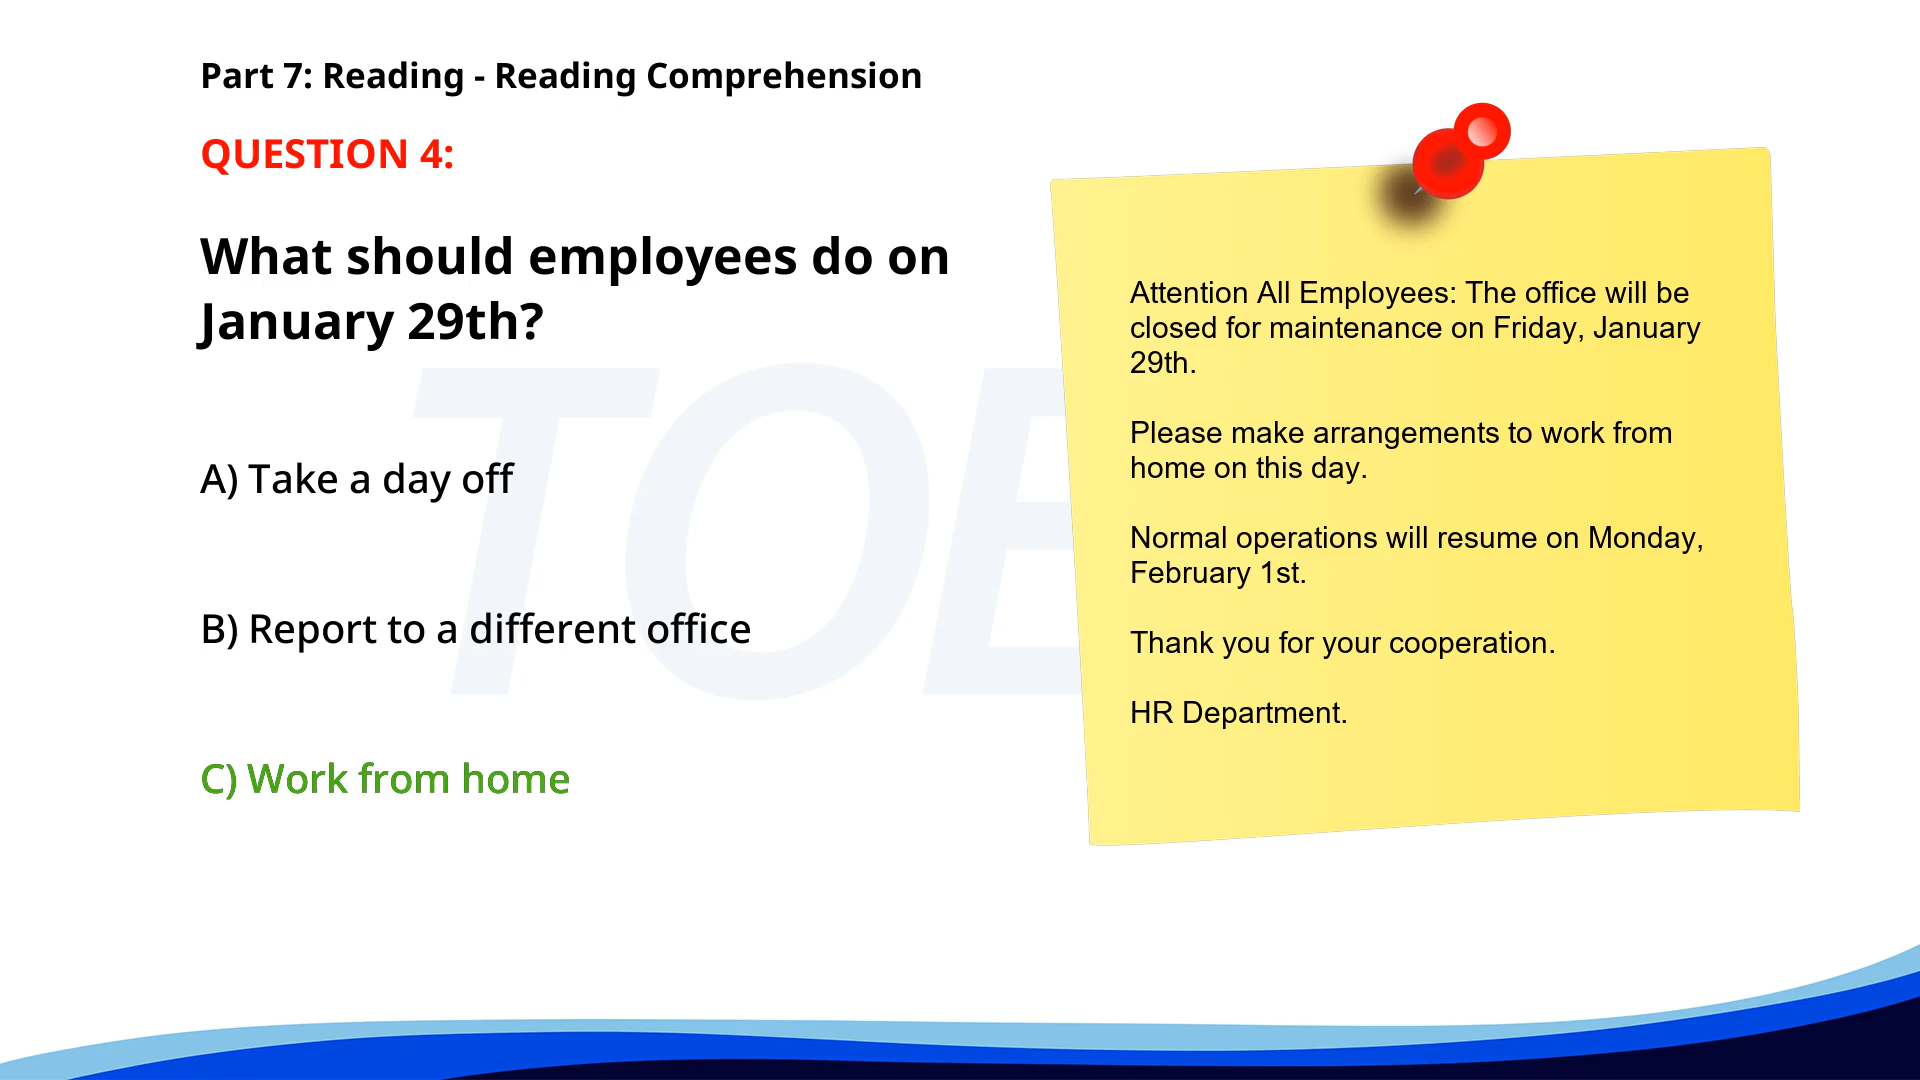 Part 7: Reading - Reading Comprehension
QUESTION 4:
What should employees do on
January 29th?
A) Take a day off
B) Report to a different office
C) Work from home
Attention All Employees: The office will be
closed for maintenance on Friday, January
29th.
Please make arrangements to work from
home on this day.
Normal operations will resume on Monday,
February 1st.
Thank you for your cooperation.
HR Department.